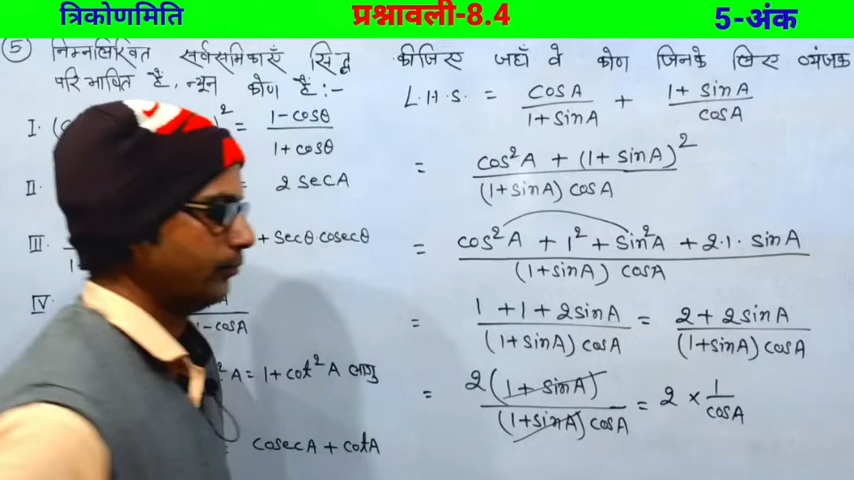 त्रिकोणमिति
प्रश्नावली-8.4
5-अंक
(5) निम्नलिखित सर्वसमिकाएँ सिद्ध कीजिए जहाँ वे कोण जिनके लिए व्यंजक
परिभाषित हैं, न्यून कोण हैं :-
I. ( )² = (1-cosθ)/(1+cosθ)
II 2 secA
III + secθ·cosecθ
IV
1-cosA
²A = 1+cot²A लागु
= cosecA + cotA
L.H.S. = cosA/(1+sinA) + (1+sinA)/cosA
= (cos²A + (1+sinA)²)/((1+sinA) cosA)
= (cos²A + 1² + sin²A + 2·1·sinA)/((1+sinA) cosA)
= (1+1+2sinA)/((1+sinA) cosA) = (2+2sinA)/((1+sinA) cosA)
= 2(1+sinA)/((1+sinA) cosA) = 2 × 1/cosA